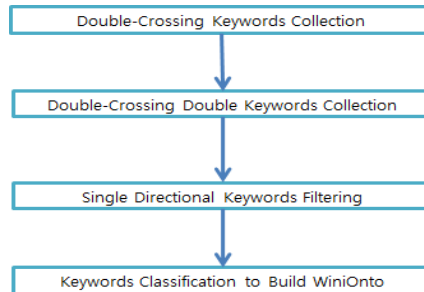 Double-Crossing Keywords Collection
Double-Crossing Double Keywords Collection
Single Directional Keywords Filtering
Keywords Classification to Build WiniOnto